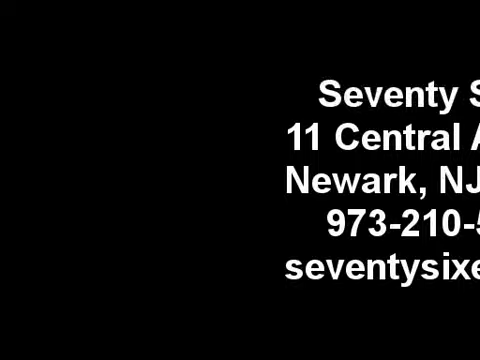 Seventy S
11 Central A
Newark, NJ
973-210-5
seventysixe